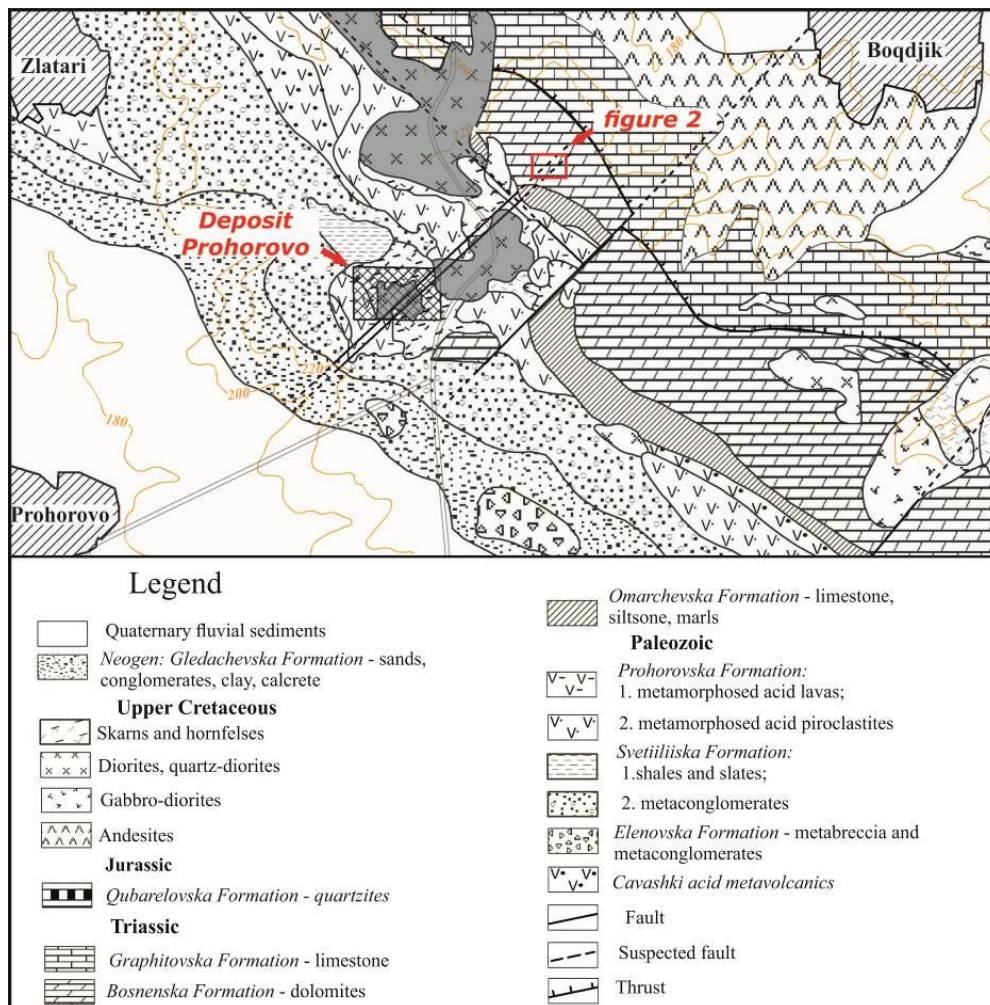 Zlatari
Boqdjik
180
200
220
figure 2
Deposit
Prohorovo
220
200
180
Prohorovo
Legend
Quaternary fluvial sediments
Neogen: Gledachevska Formation - sands,
conglomerates, clay, calcrete
Upper Cretaceous
Skarns and hornfelses
Diorites, quartz-diorites
Gabbro-diorites
Andesites
Jurassic
Qubarelovska Formation - quartzites
Triassic
Graphitovska Formation - limestone
Bosnenska Formation - dolomites
Omarchevska Formation - limestone,
siltsone, marls
Paleozoic
Prohorovska Formation:
1. metamorphosed acid lavas;
2. metamorphosed acid piroclastites
Svetiiliiska Formation:
1.shales and slates;
2. metaconglomerates
Elenovska Formation - metabreccia and
metaconglomerates
Cavashki acid metavolcanics
Fault
Suspected fault
Thrust